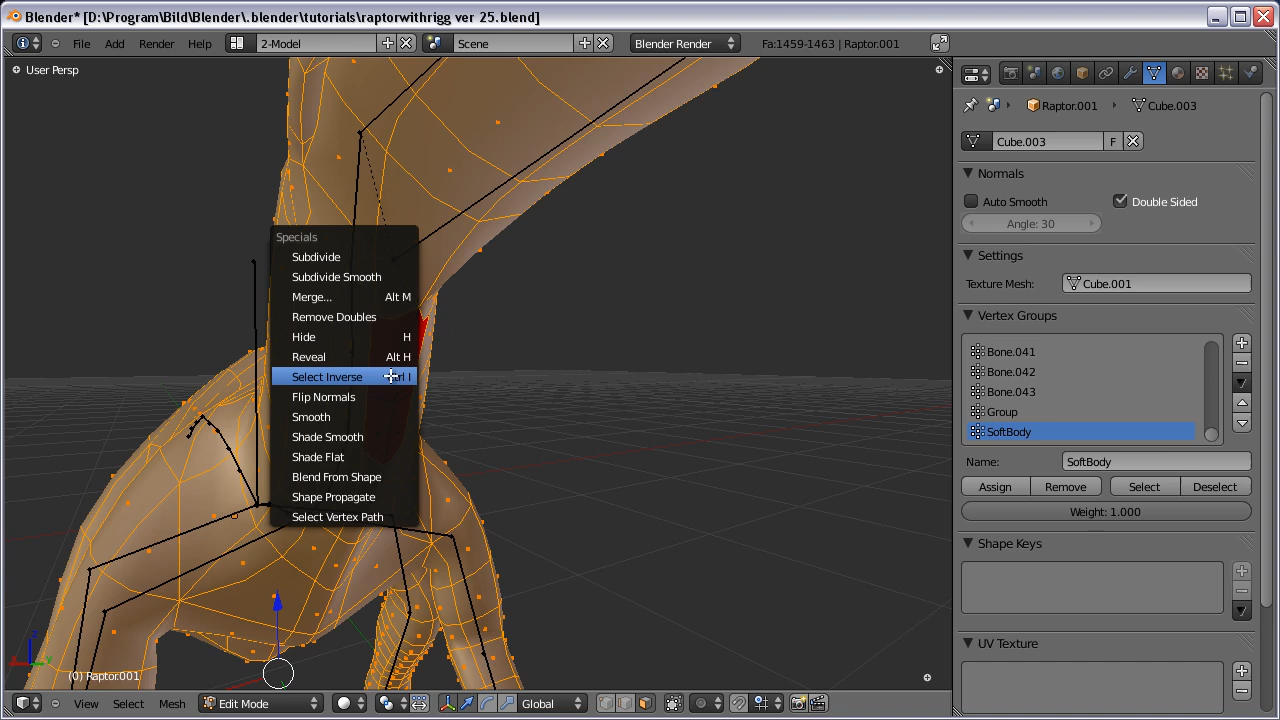 Blender* [D:\Program\Bild\Blender\.blender\tutorials\raptorwithrigg ver 25.blend]
File Add Render Help 2-Model Scene Blender Render Fa:1459-1463 | Raptor.001
User Persp
Raptor.001 Cube.003
Cube.003 F
Normals
Auto Smooth Double Sided
Angle: 30
Settings
Texture Mesh: Cube.001
Vertex Groups
Bone.041
Bone.042
Bone.043
Group
SoftBody
Name: SoftBody
Assign Remove Select Deselect
Weight: 1.000
Shape Keys
UV Texture
Specials
Subdivide
Subdivide Smooth
Merge... Alt M
Remove Doubles
Hide H
Reveal Alt H
Select Inverse
Flip Normals
Smooth
Shade Smooth
Shade Flat
Blend From Shape
Shape Propagate
Select Vertex Path
z
y
(0) Raptor.001
View Select Mesh Edit Mode Global